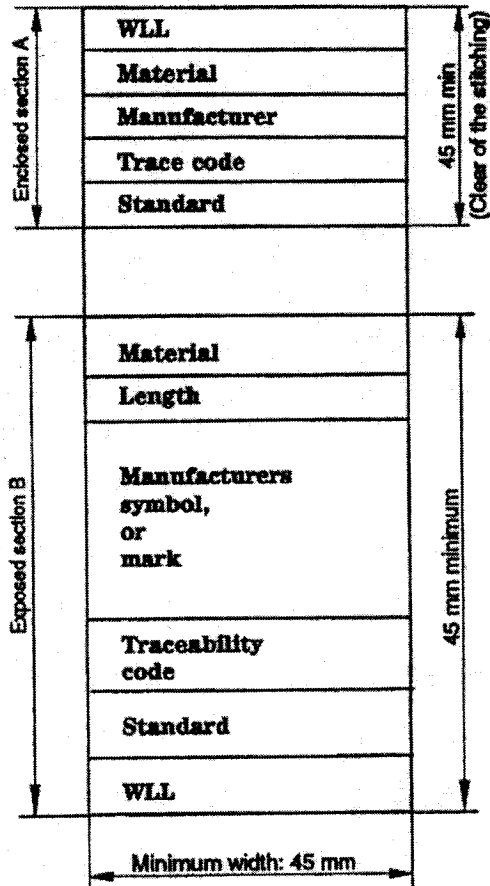 Enclosed section A
WLL
Material
Manufacturer
Trace code
Standard
45 mm min
(Clear of the stitching)
Exposed section B
Material
Length
Manufacturers
symbol,
or
mark
Traceability
code
Standard
WLL
45 mm minimum
Minimum width: 45 mm